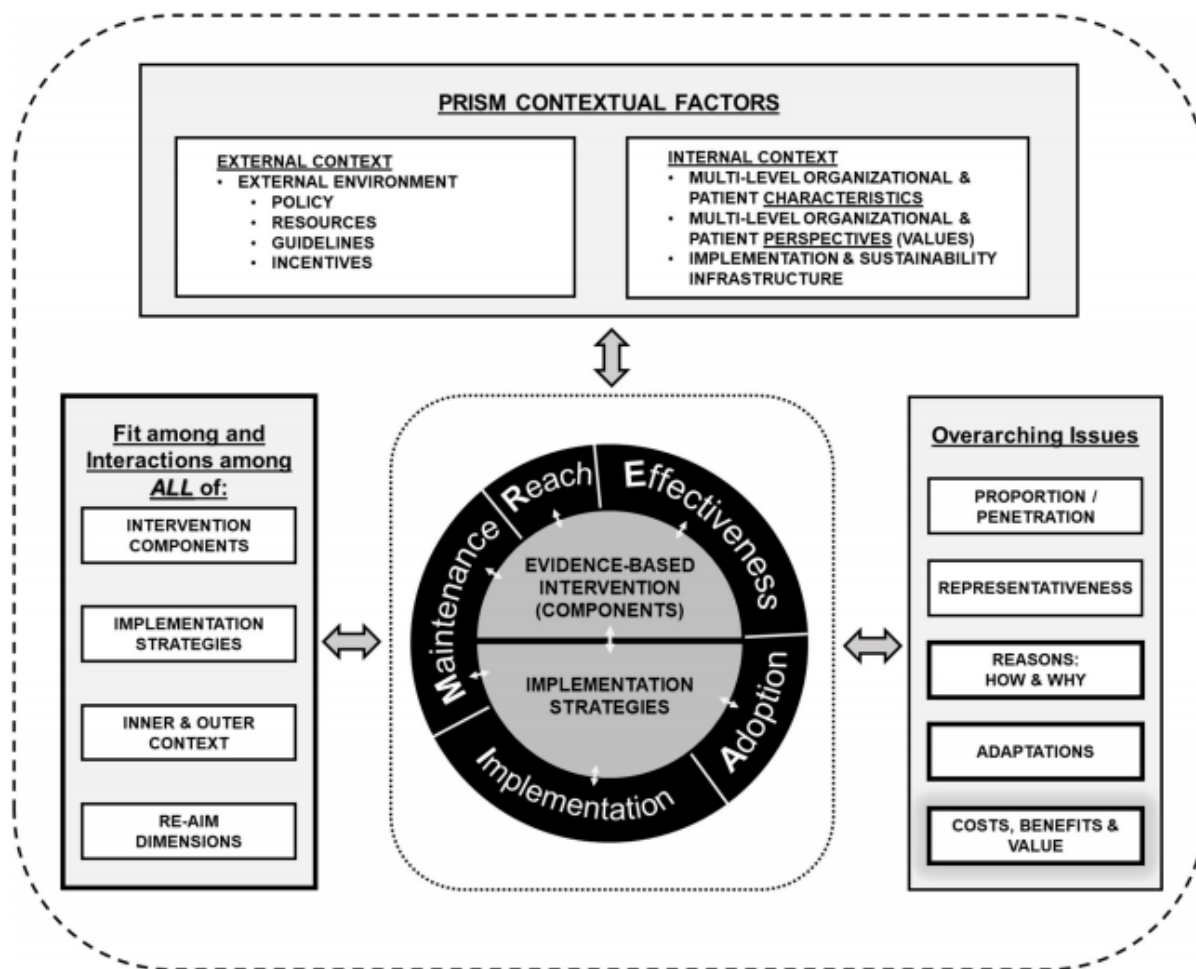 PRISM CONTEXTUAL FACTORS
EXTERNAL CONTEXT
• EXTERNAL ENVIRONMENT
• POLICY
• RESOURCES
• GUIDELINES
• INCENTIVES
INTERNAL CONTEXT
• MULTI-LEVEL ORGANIZATIONAL &
PATIENT CHARACTERISTICS
• MULTI-LEVEL ORGANIZATIONAL &
PATIENT PERSPECTIVES (VALUES)
• IMPLEMENTATION & SUSTAINABILITY
INFRASTRUCTURE
Fit among and
Interactions among
ALL of:
INTERVENTION
COMPONENTS
IMPLEMENTATION
STRATEGIES
INNER & OUTER
CONTEXT
RE-AIM
DIMENSIONS
Reach
Effectiveness
Adoption
Implementation
Maintenance
EVIDENCE-BASED
INTERVENTION
(COMPONENTS)
IMPLEMENTATION
STRATEGIES
Overarching Issues
PROPORTION /
PENETRATION
REPRESENTATIVENESS
REASONS:
HOW & WHY
ADAPTATIONS
COSTS, BENEFITS &
VALUE